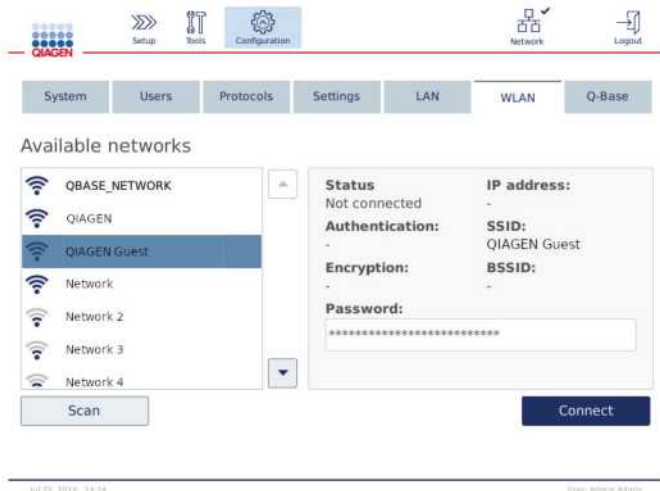 QIAGEN
Setup
Tools
Configuration
Network
Logout
System Users Protocols Settings LAN WLAN Q-Base
Available networks
QBASE_NETWORK
QIAGEN
QIAGEN Guest
Network
Network 2
Network 3
Network 4
Scan
Status
Not connected
Authentication:
-
Encryption:
-
IP address:
-
SSID:
QIAGEN Guest
BSSID:
-
Password:
**************************
Connect